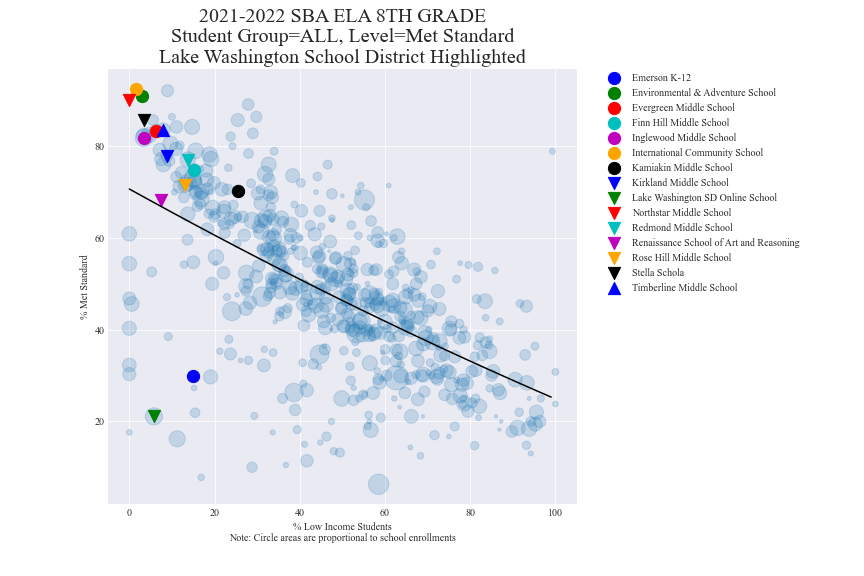 2021-2022 SBA ELA 8TH GRADE
Student Group=ALL, Level=Met Standard
Lake Washington School District Highlighted
Emerson K-12
Environmental & Adventure School
Evergreen Middle School
Finn Hill Middle School
Inglewood Middle School
International Community School
Kamiakin Middle School
Kirkland Middle School
Lake Washington SD Online School
Northstar Middle School
Redmond Middle School
Renaissance School of Art and Reasoning
Rose Hill Middle School
Stella Schola
Timberline Middle School
% Met Standard
80
60
40
20
0 20 40 60 80 100
% Low Income Students
Note: Circle areas are proportional to school enrollments